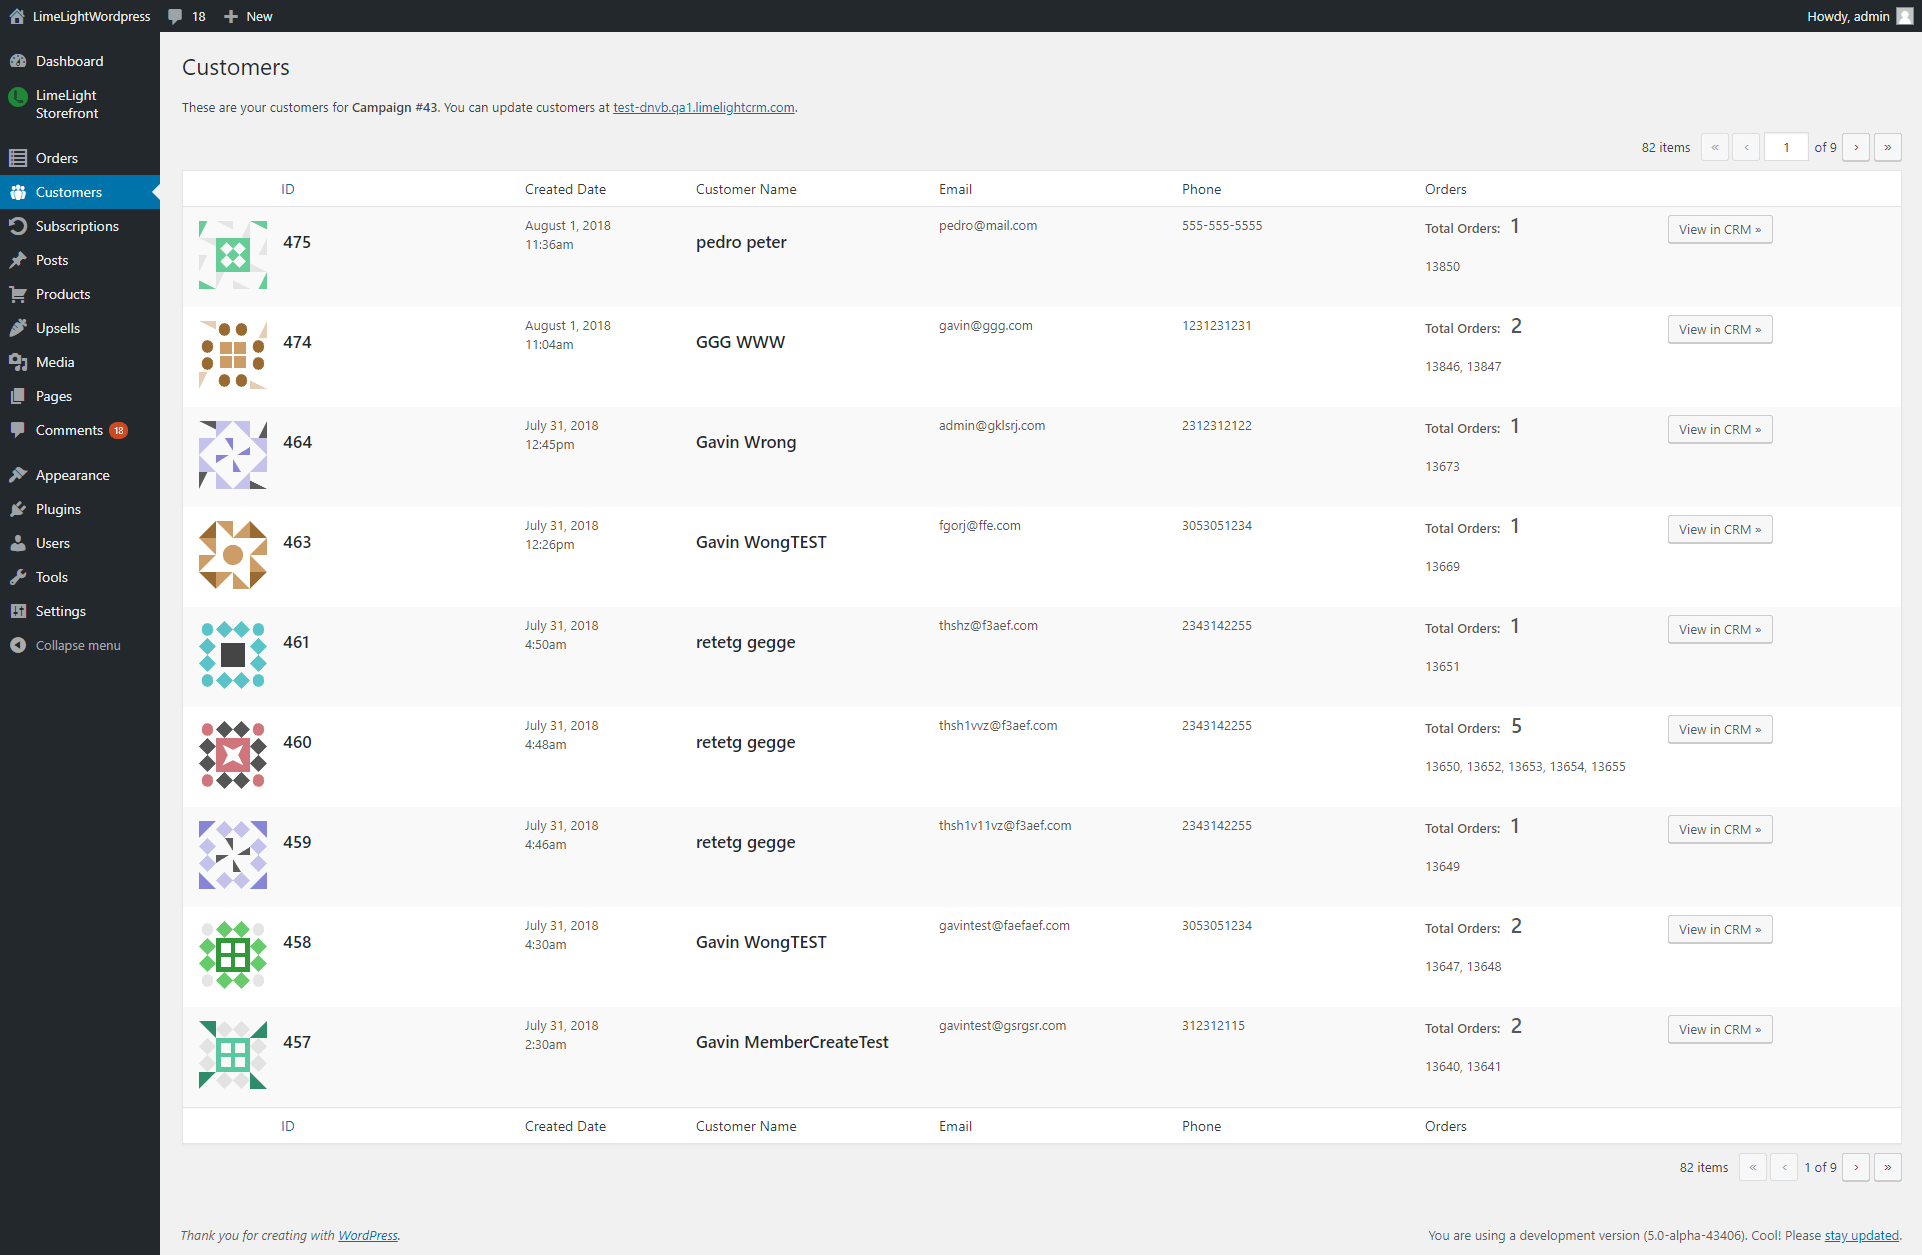 LimeLightWordpress 18 New Howdy, admin
Dashboard
LimeLight
Storefront
Orders
Customers
Subscriptions
Posts
Products
Upsells
Media
Pages
Comments 18
Appearance
Plugins
Users
Tools
Settings
Collapse menu
Customers
These are your customers for Campaign #43. You can update customers at test-dnvb.qa1.limelightcrm.com.
82 items « ‹ 1 of 9 › »
ID Created Date Customer Name Email Phone Orders
475 August 1, 2018 pedro peter pedro@mail.com 555-555-5555 Total Orders: 1 View in CRM »
11:36am
13850
474 August 1, 2018 GGG WWW gavin@ggg.com 1231231231 Total Orders: 2 View in CRM »
11:04am
13846, 13847
464 July 31, 2018 Gavin Wrong admin@gklsrj.com 2312312122 Total Orders: 1 View in CRM »
12:45pm
13673
463 July 31, 2018 Gavin WongTEST fgorj@ffe.com 3053051234 Total Orders: 1 View in CRM »
12:26pm
13669
461 July 31, 2018 retetg gegge thshz@f3aef.com 2343142255 Total Orders: 1 View in CRM »
4:50am
13651
460 July 31, 2018 retetg gegge thsh1vvz@f3aef.com 2343142255 Total Orders: 5 View in CRM »
4:48am
13650, 13652, 13653, 13654, 13655
459 July 31, 2018 retetg gegge thsh1v11vz@f3aef.com 2343142255 Total Orders: 1 View in CRM »
4:46am
13649
458 July 31, 2018 Gavin WongTEST gavintest@faefaef.com 3053051234 Total Orders: 2 View in CRM »
4:30am
13647, 13648
457 July 31, 2018 Gavin MemberCreateTest gavintest@gsrgsr.com 312312115 Total Orders: 2 View in CRM »
2:30am
13640, 13641
ID Created Date Customer Name Email Phone Orders
82 items « ‹ 1 of 9 › »
Thank you for creating with WordPress. You are using a development version (5.0-alpha-43406). Cool! Please stay updated.